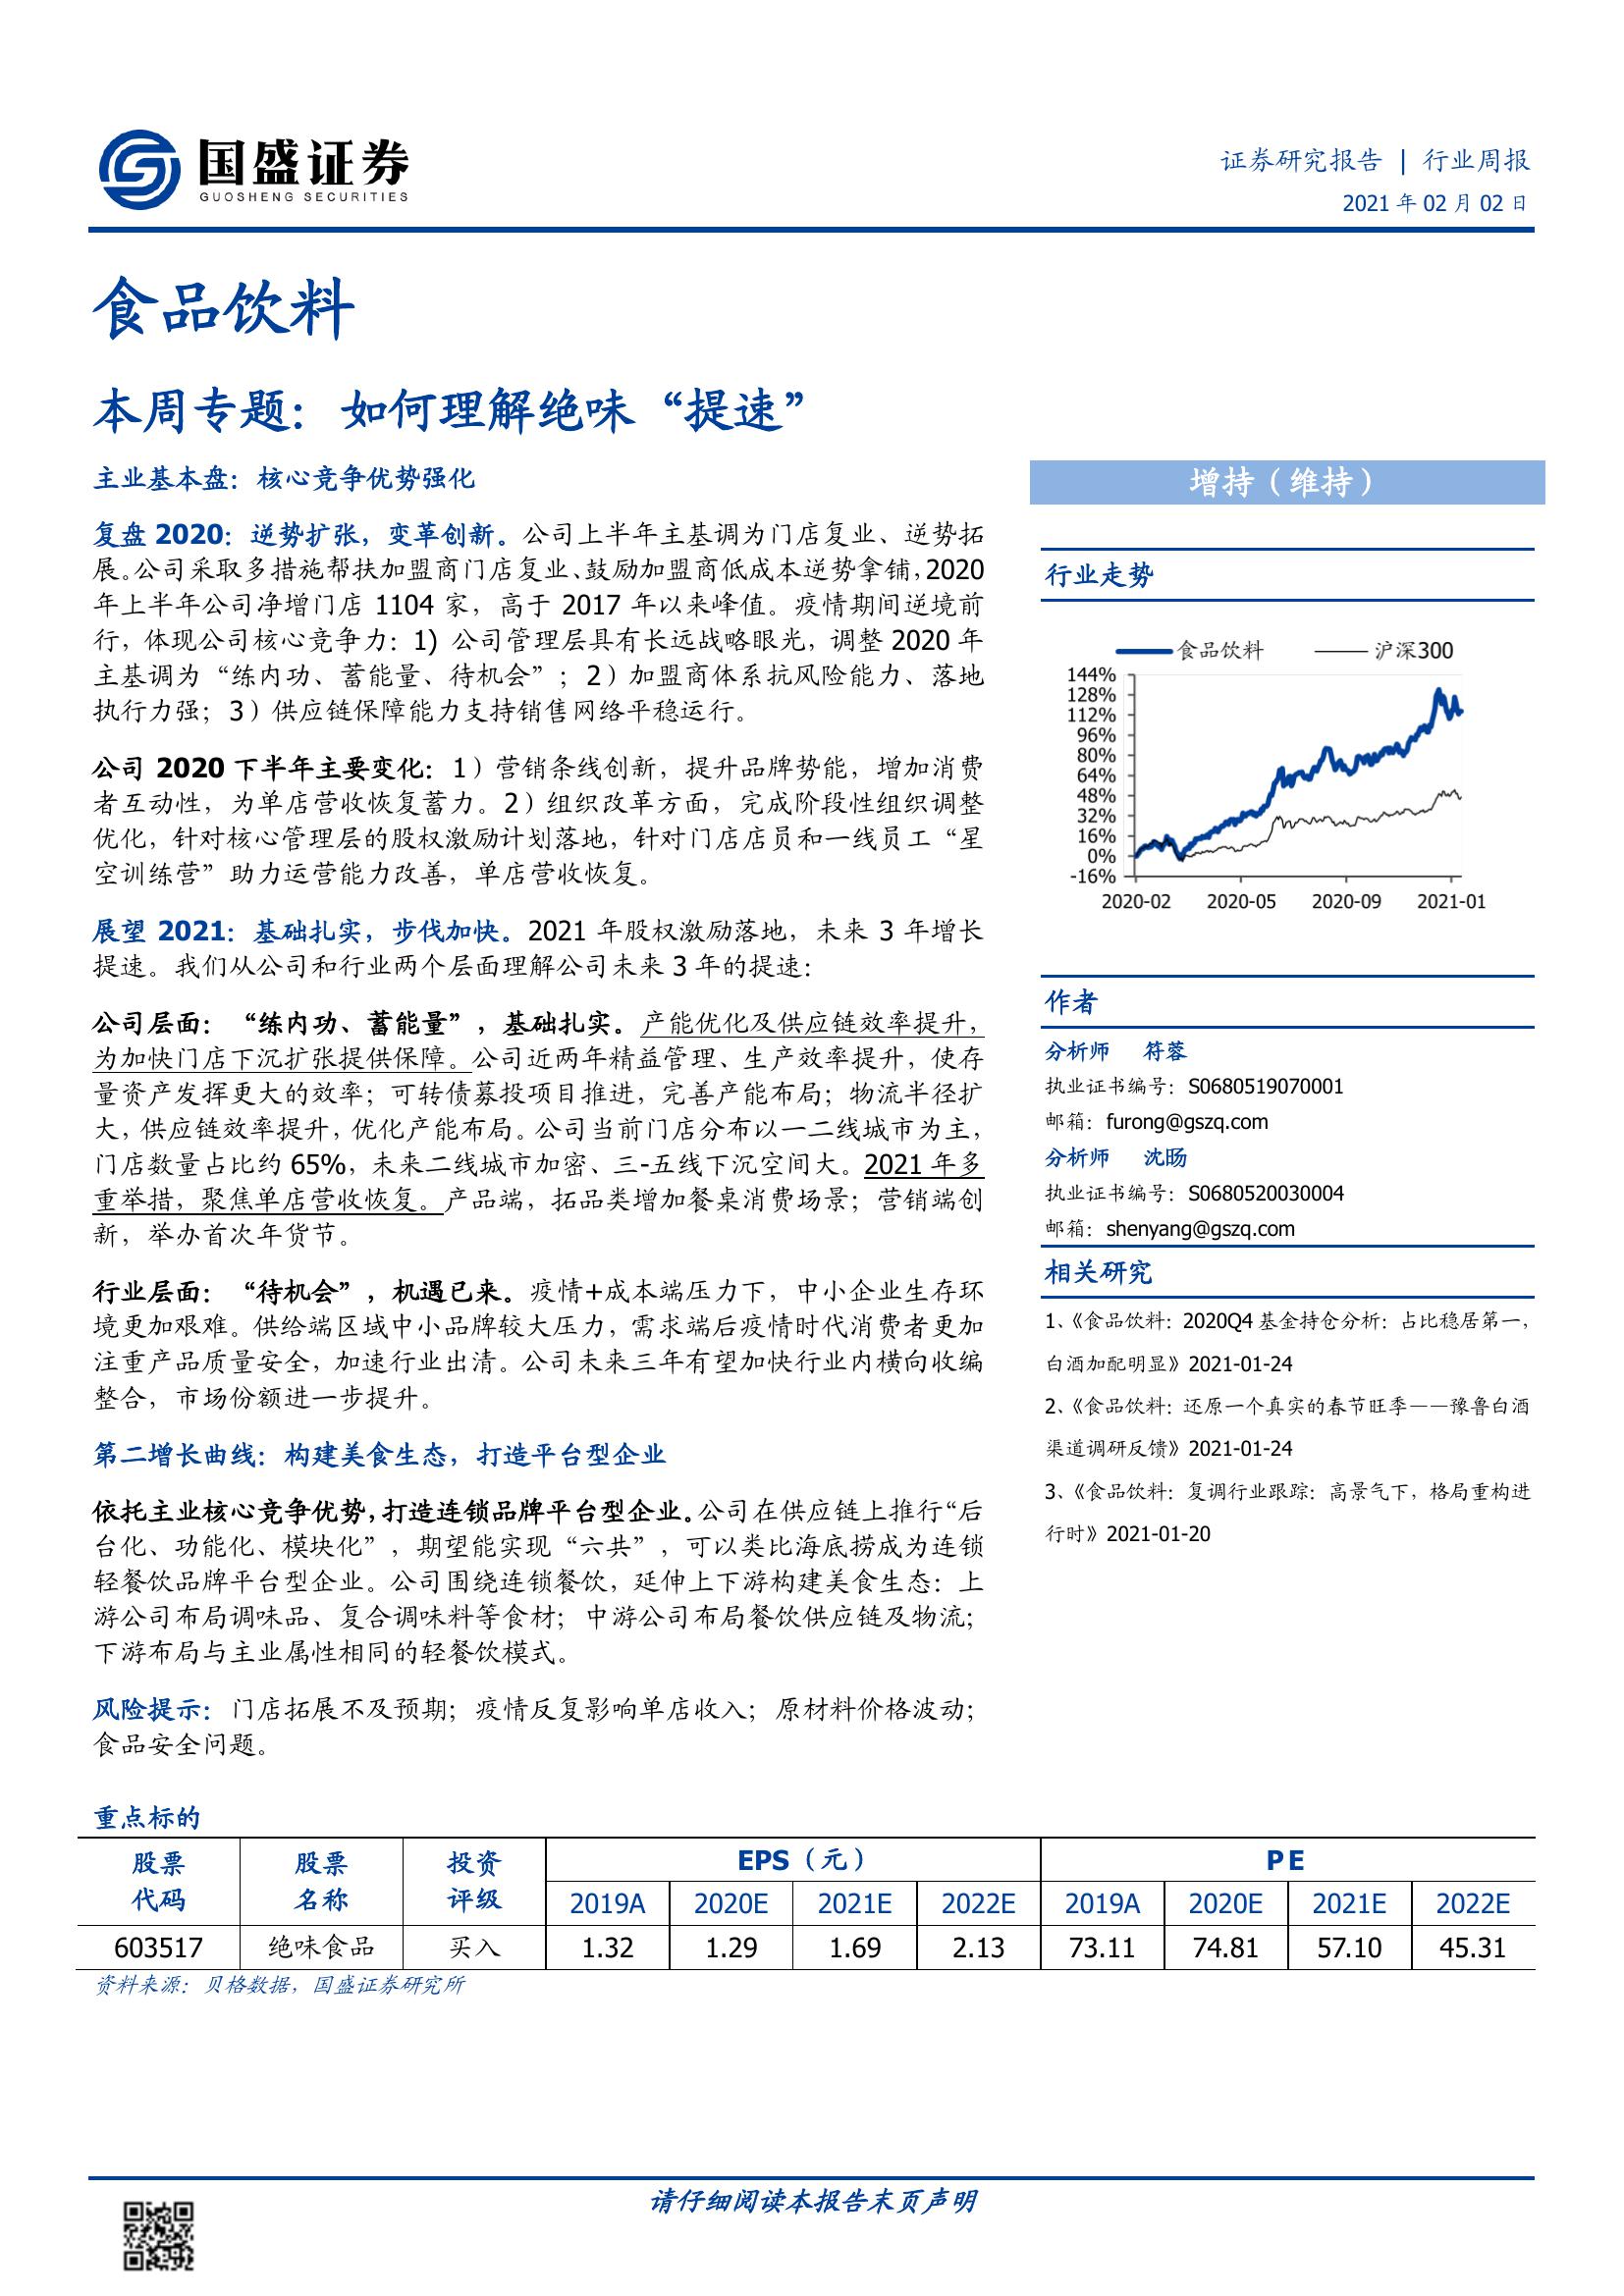 国盛证券
GUOSHENG SECURITIES
证券研究报告 | 行业周报
2021 年 02 月 02 日
食品饮料
本周专题：如何理解绝味“提速”
主业基本盘：核心竞争优势强化
复盘 2020：逆势扩张，变革创新。公司上半年主基调为门店复业、逆势拓
展。公司采取多措施帮扶加盟商门店复业、鼓励加盟商低成本逆势拿铺，2020
年上半年公司净增门店 1104 家，高于 2017 年以来峰值。疫情期间逆境前
行，体现公司核心竞争力：1) 公司管理层具有长远战略眼光，调整 2020 年
主基调为“练内功、蓄能量、待机会”；2）加盟商体系抗风险能力、落地
执行力强；3）供应链保障能力支持销售网络平稳运行。
公司 2020 下半年主要变化：1）营销条线创新，提升品牌势能，增加消费
者互动性，为单店营收恢复蓄力。2）组织改革方面，完成阶段性组织调整
优化，针对核心管理层的股权激励计划落地，针对门店店员和一线员工“星
空训练营”助力运营能力改善，单店营收恢复。
展望 2021：基础扎实，步伐加快。2021 年股权激励落地，未来 3 年增长
提速。我们从公司和行业两个层面理解公司未来 3 年的提速：
公司层面：“练内功、蓄能量”，基础扎实。产能优化及供应链效率提升，
为加快门店下沉扩张提供保障。公司近两年精益管理、生产效率提升，使存
量资产发挥更大的效率；可转债募投项目推进，完善产能布局；物流半径扩
大，供应链效率提升，优化产能布局。公司当前门店分布以一二线城市为主，
门店数量占比约 65%，未来二线城市加密、三-五线下沉空间大。2021 年多
重举措，聚焦单店营收恢复。产品端，拓品类增加餐桌消费场景；营销端创
新，举办首次年货节。
行业层面：“待机会”，机遇已来。疫情+成本端压力下，中小企业生存环
境更加艰难。供给端区域中小品牌较大压力，需求端后疫情时代消费者更加
注重产品质量安全，加速行业出清。公司未来三年有望加快行业内横向收编
整合，市场份额进一步提升。
第二增长曲线：构建美食生态，打造平台型企业
依托主业核心竞争优势，打造连锁品牌平台型企业。公司在供应链上推行“后
台化、功能化、模块化”，期望能实现“六共”，可以类比海底捞成为连锁
轻餐饮品牌平台型企业。公司围绕连锁餐饮，延伸上下游构建美食生态：上
游公司布局调味品、复合调味料等食材；中游公司布局餐饮供应链及物流；
下游布局与主业属性相同的轻餐饮模式。
风险提示：门店拓展不及预期；疫情反复影响单店收入；原材料价格波动；
食品安全问题。
增持（维持）
行业走势
食品饮料 沪深300
144%
128%
112%
96%
80%
64%
48%
32%
16%
0%
-16%
2020-02 2020-05 2020-09 2021-01
作者
分析师 符蓉
执业证书编号：S0680519070001
邮箱：furong@gszq.com
分析师 沈旸
执业证书编号：S0680520030004
邮箱：shenyang@gszq.com
相关研究
1、《食品饮料：2020Q4 基金持仓分析：占比稳居第一，
白酒加配明显》2021-01-24
2、《食品饮料：还原一个真实的春节旺季——豫鲁白酒
渠道调研反馈》2021-01-24
3、《食品饮料：复调行业跟踪：高景气下，格局重构进
行时》2021-01-20
重点标的
股票 股票 投资 EPS（元） PE
代码 名称 评级 2019A 2020E 2021E 2022E 2019A 2020E 2021E 2022E
603517 绝味食品 买入 1.32 1.29 1.69 2.13 73.11 74.81 57.10 45.31
资料来源：贝格数据，国盛证券研究所
请仔细阅读本报告末页声明